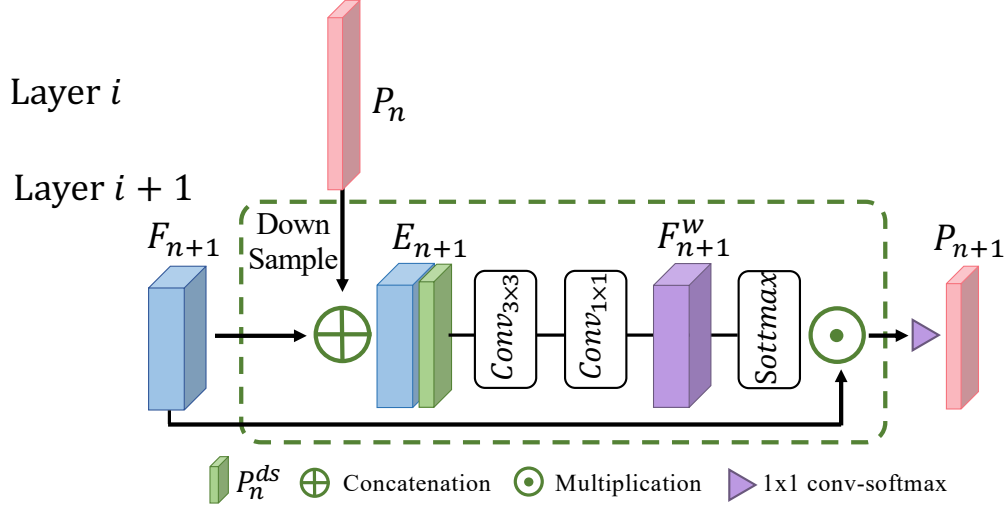 Layer i
P_n
Layer i + 1
Down
Sample
F_{n+1}
E_{n+1}
Conv_{3×3}
Conv_{1×1}
F^w_{n+1}
Sottmax
P_{n+1}
P^{ds}_n
Concatenation
Multiplication
1x1 conv-softmax